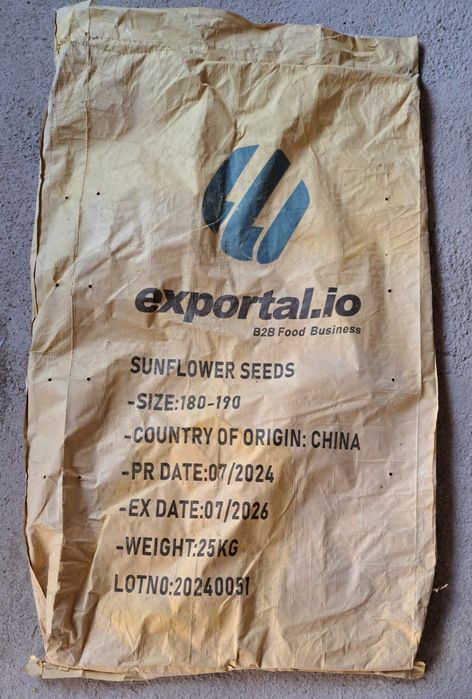 exportal.io
B2B Food Business
SUNFLOWER SEEDS
-SIZE:180-190
-COUNTRY OF ORIGIN: CHINA
-PR DATE:07/2024
-EX DATE:07/2026
-WEIGHT:25KG
LOTNO:20240051